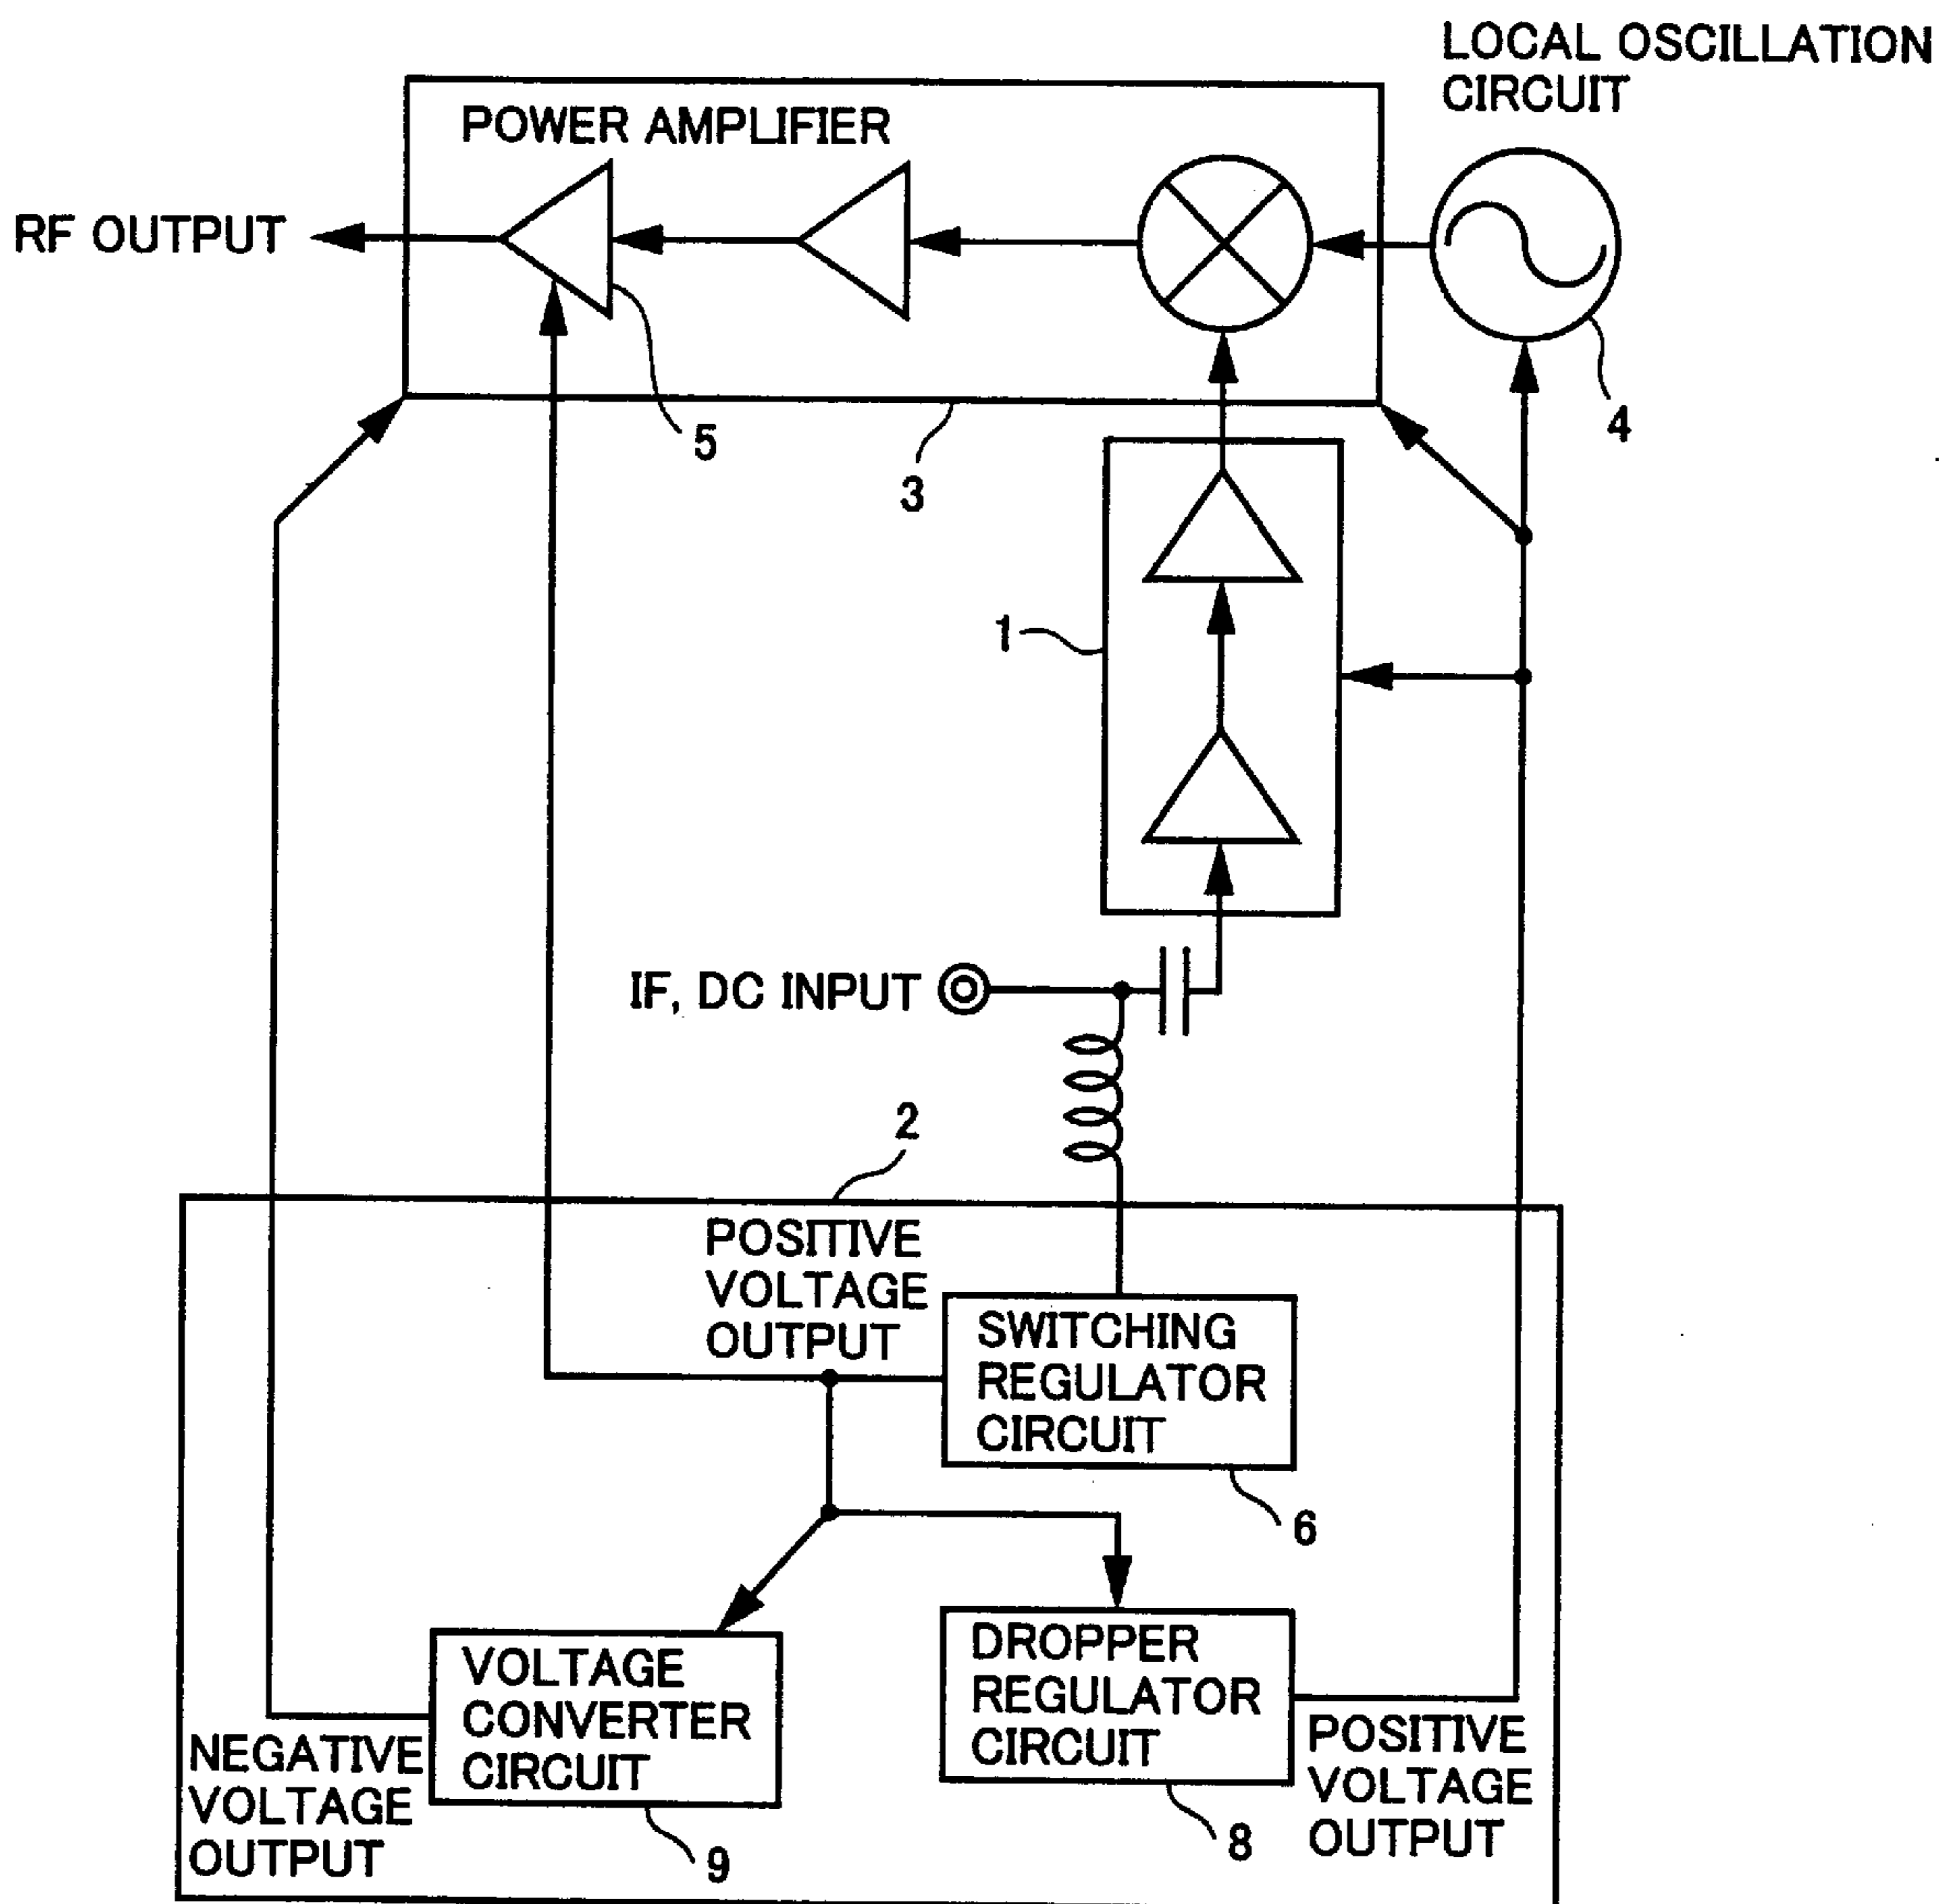 LOCAL OSCILLATION
CIRCUIT
POWER AMPLIFIER
RF OUTPUT
5
4
3
1
IF, DC INPUT
2
POSITIVE
VOLTAGE
OUTPUT
SWITCHING
REGULATOR
CIRCUIT
6
VOLTAGE
CONVERTER
CIRCUIT
DROPPER
REGULATOR
CIRCUIT
NEGATIVE
VOLTAGE
OUTPUT
POSITIVE
VOLTAGE
OUTPUT
9
8